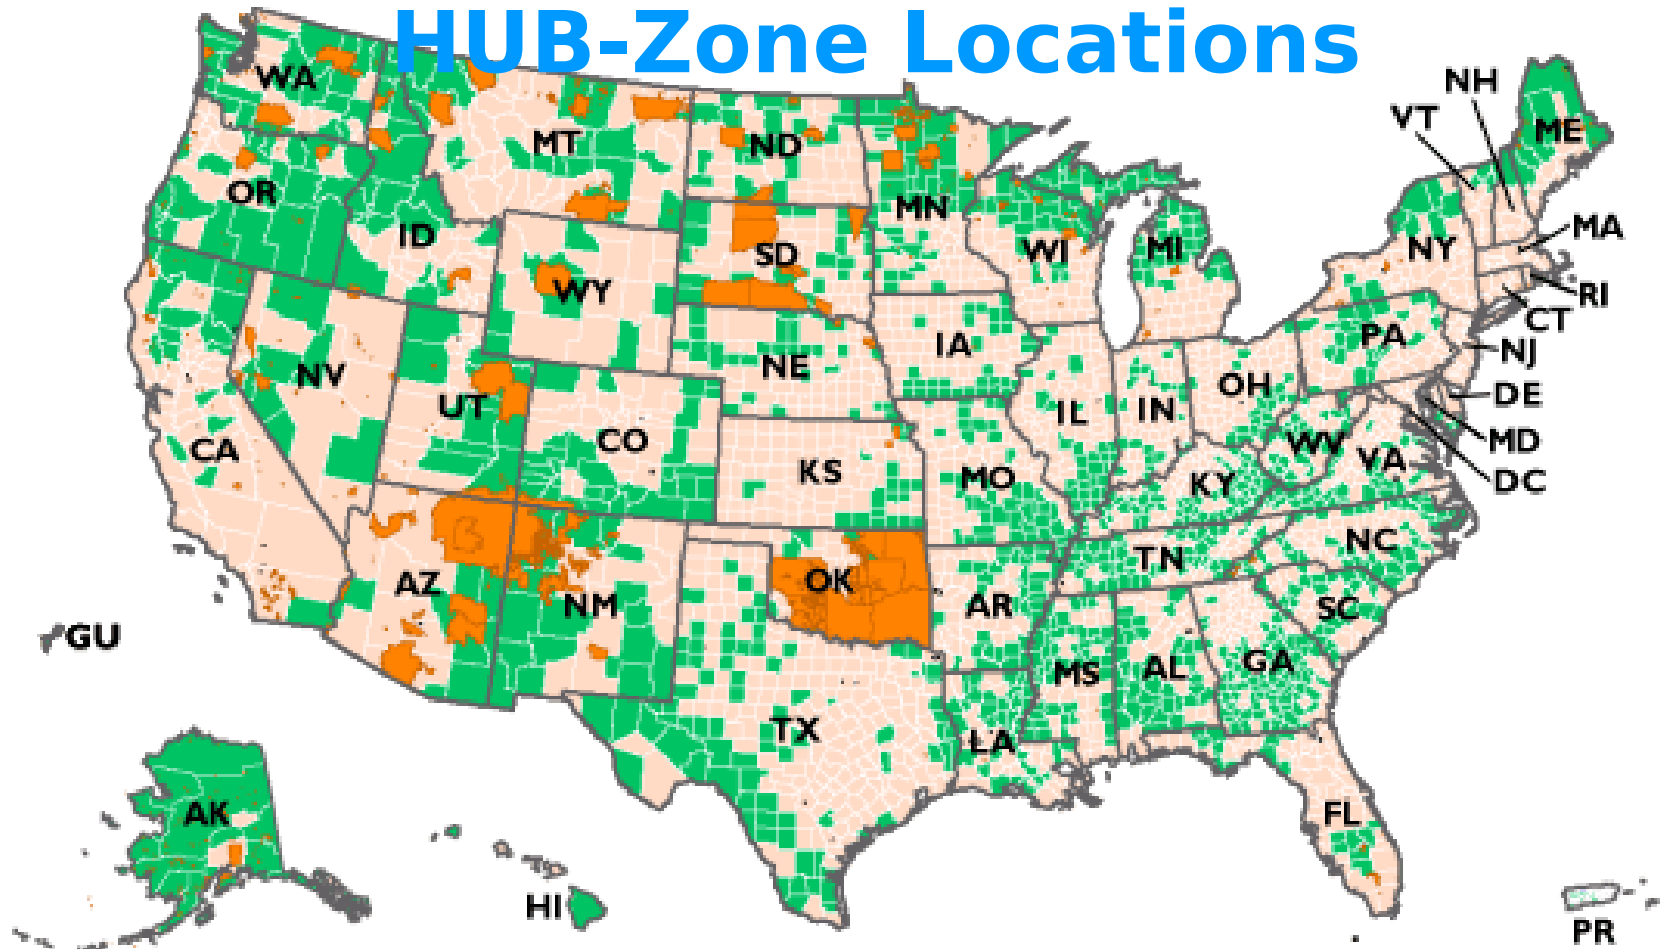 HUB-Zone Locations
WA
NH
VT
MT
ND
ME
OR
MN
ID
SD
WI
MI
NY
MA
WY
RI
CT
IA
PA
NJ
NE
NV
UT
OH
DE
IL
IN
CO
MD
CA
WV
VA
KS
MO
KY
DC
NC
TN
AZ
OK
NM
AR
SC
GU
MS
AL
GA
TX
LA
AK
FL
HI
PR